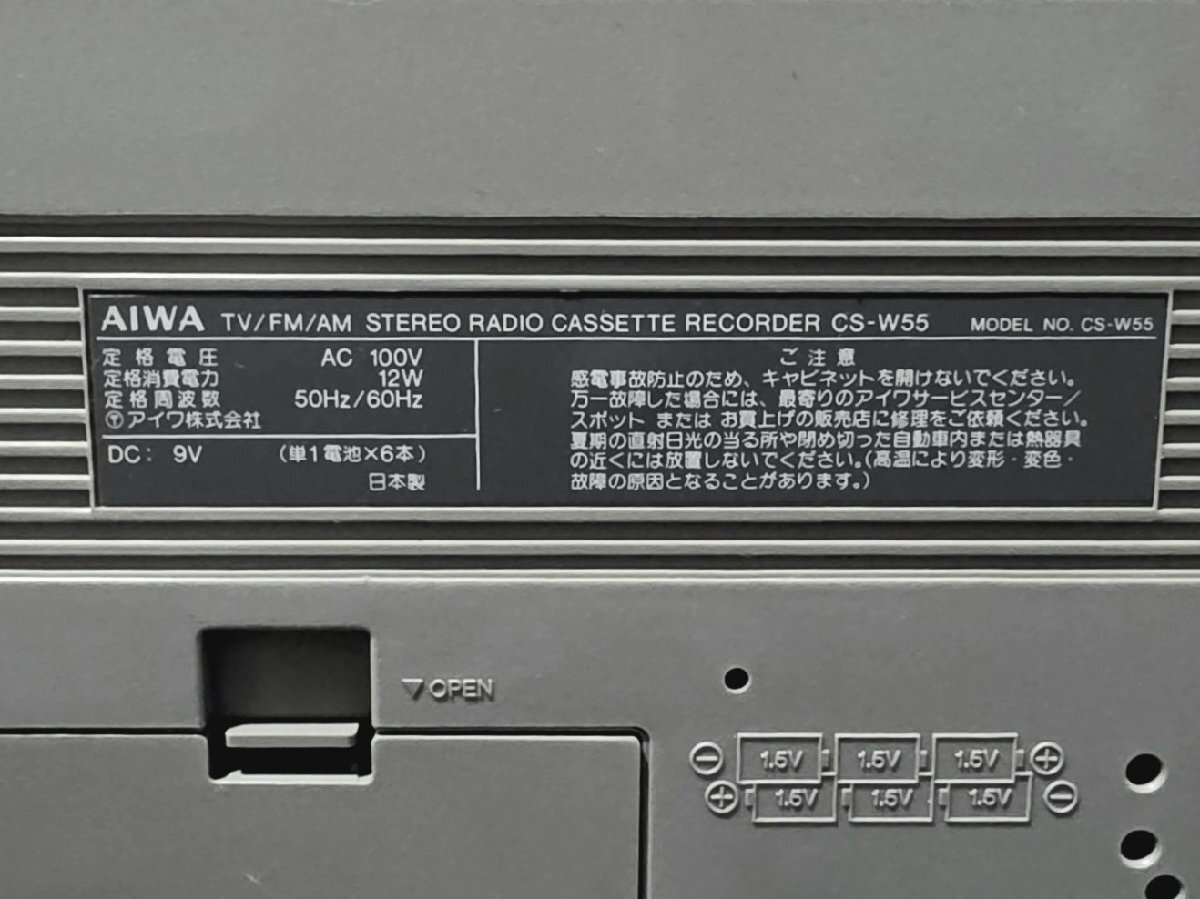 AIWA TV/FM/AM STEREO RADIO CASSETTE RECORDER CS-W55 MODEL NO. CS-W55
定格電圧 AC 100V
定格消費電力 12W
定格周波数 50Hz/60Hz
〒アイワ株式会社
DC: 9V (単1電池×6本)
日本製
ご注意
感電事故防止のため、キャビネットを開けないでください。
万一故障した場合には、最寄りのアイワサービスセンター/
スポット または お買上げの販売店に修理をご依頼ください。
夏期の直射日光の当る所や閉め切った自動車内または熱器具
の近くには放置しないでください。(高温により変形・変色・
故障の原因となることがあります。)
▽OPEN
⊖ 1.5V 1.5V 1.5V ⊕
⊕ 1.5V 1.5V 1.5V ⊖